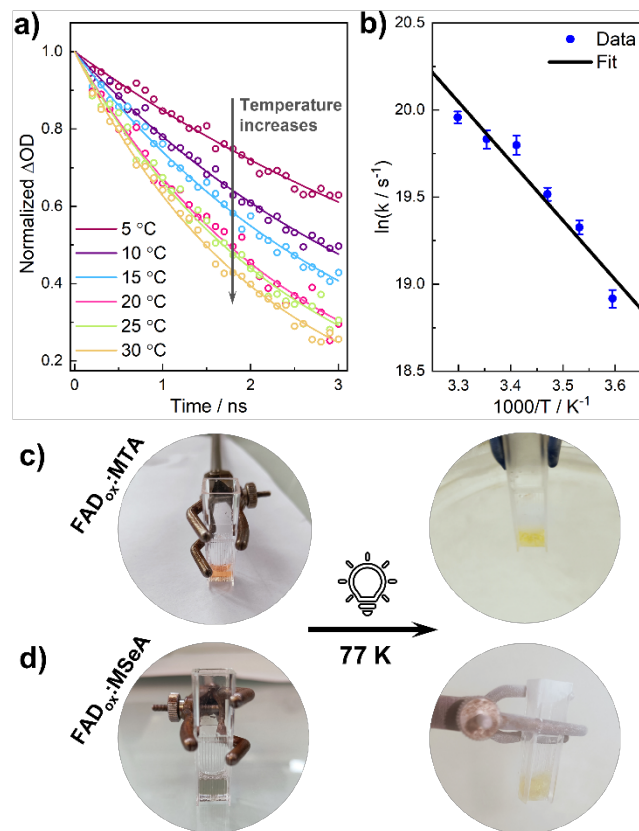 a)
Normalized ΔOD
1.0
0.8
0.6
0.4
0.2
Temperature
increases
5 °C
10 °C
15 °C
20 °C
25 °C
30 °C
0 1 2 3
Time / ns
b)
ln(k / s⁻¹)
20.5
20.0
19.5
19.0
18.5
Data
Fit
3.3 3.4 3.5 3.6
1000/T / K⁻¹
c)
FADₒₓ:MTA
77 K
d)
FADₒₓ:MSeA